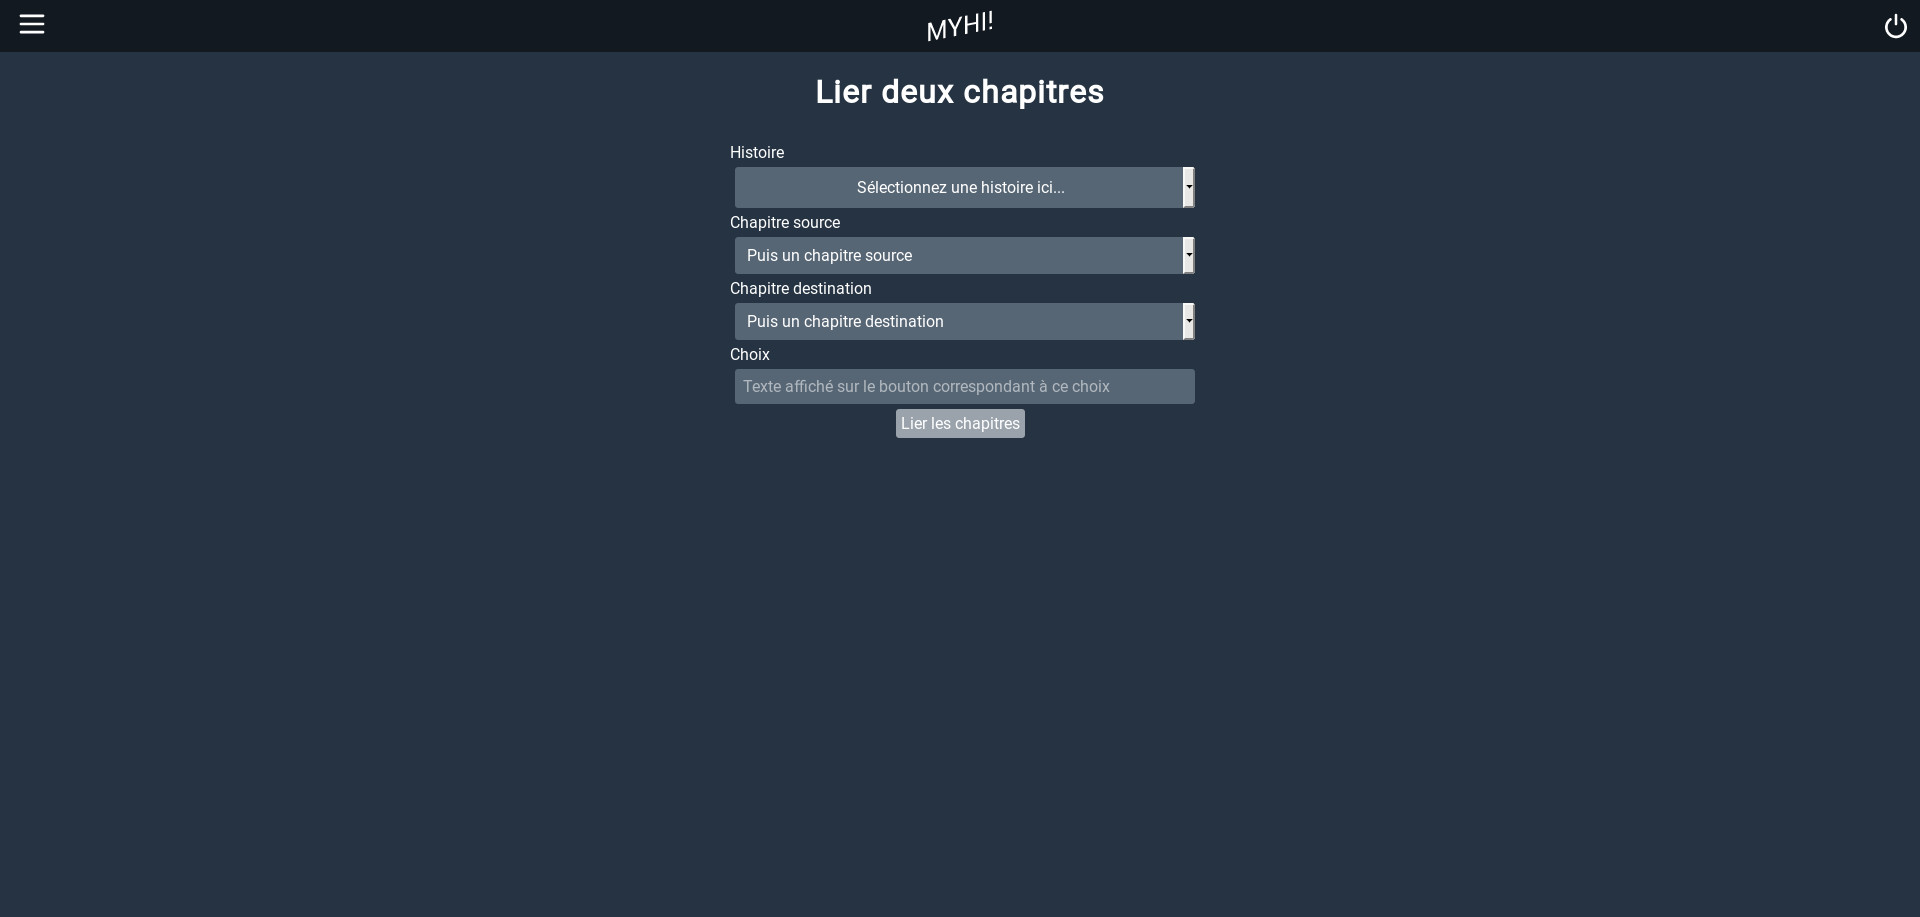 MYHI!
Lier deux chapitres
Histoire
Sélectionnez une histoire ici...
Chapitre source
Puis un chapitre source
Chapitre destination
Puis un chapitre destination
Choix
Texte affiché sur le bouton correspondant à ce choix
Lier les chapitres